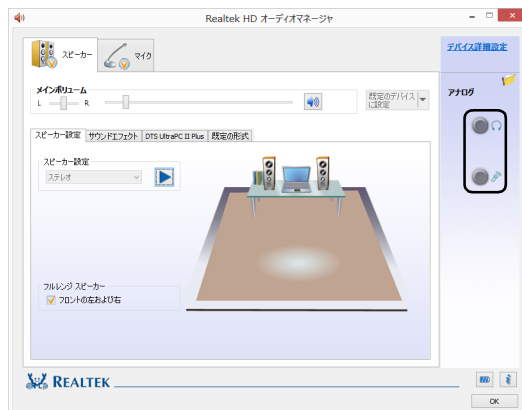 Realtek HD オーディオマネージャ
スピーカー
マイク
デバイス詳細設定
メインボリューム
L
R
既定のデバイス
に設定
アナログ
スピーカー設定
サウンドエフェクト
DTS UltraPC II Plus
既定の形式
スピーカー設定
ステレオ
フルレンジ スピーカー
フロントの左および右
REALTEK
OK